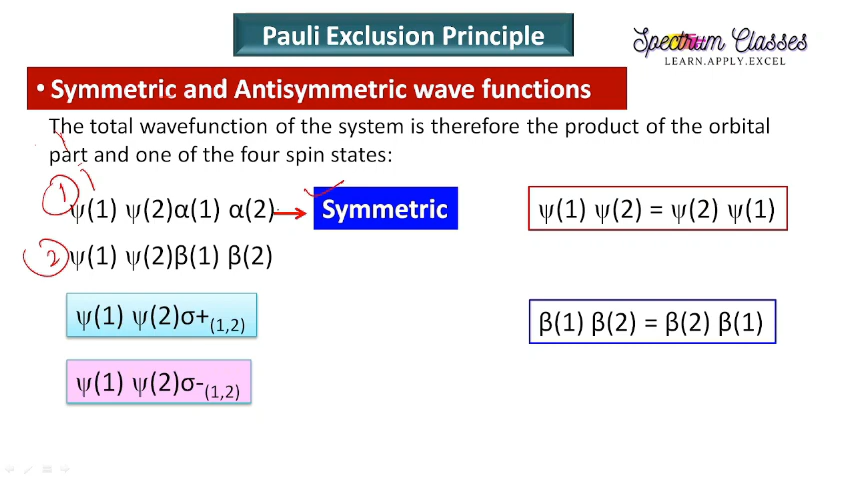 Pauli Exclusion Principle
Spectrum Classes
LEARN.APPLY.EXCEL
• Symmetric and Antisymmetric wave functions
The total wavefunction of the system is therefore the product of the orbital
part and one of the four spin states:
1
ψ(1) ψ(2)α(1) α(2) → Symmetric
ψ(1) ψ(2) = ψ(2) ψ(1)
2
ψ(1) ψ(2)β(1) β(2)
ψ(1) ψ(2)σ+(1,2)
β(1) β(2) = β(2) β(1)
ψ(1) ψ(2)σ-(1,2)